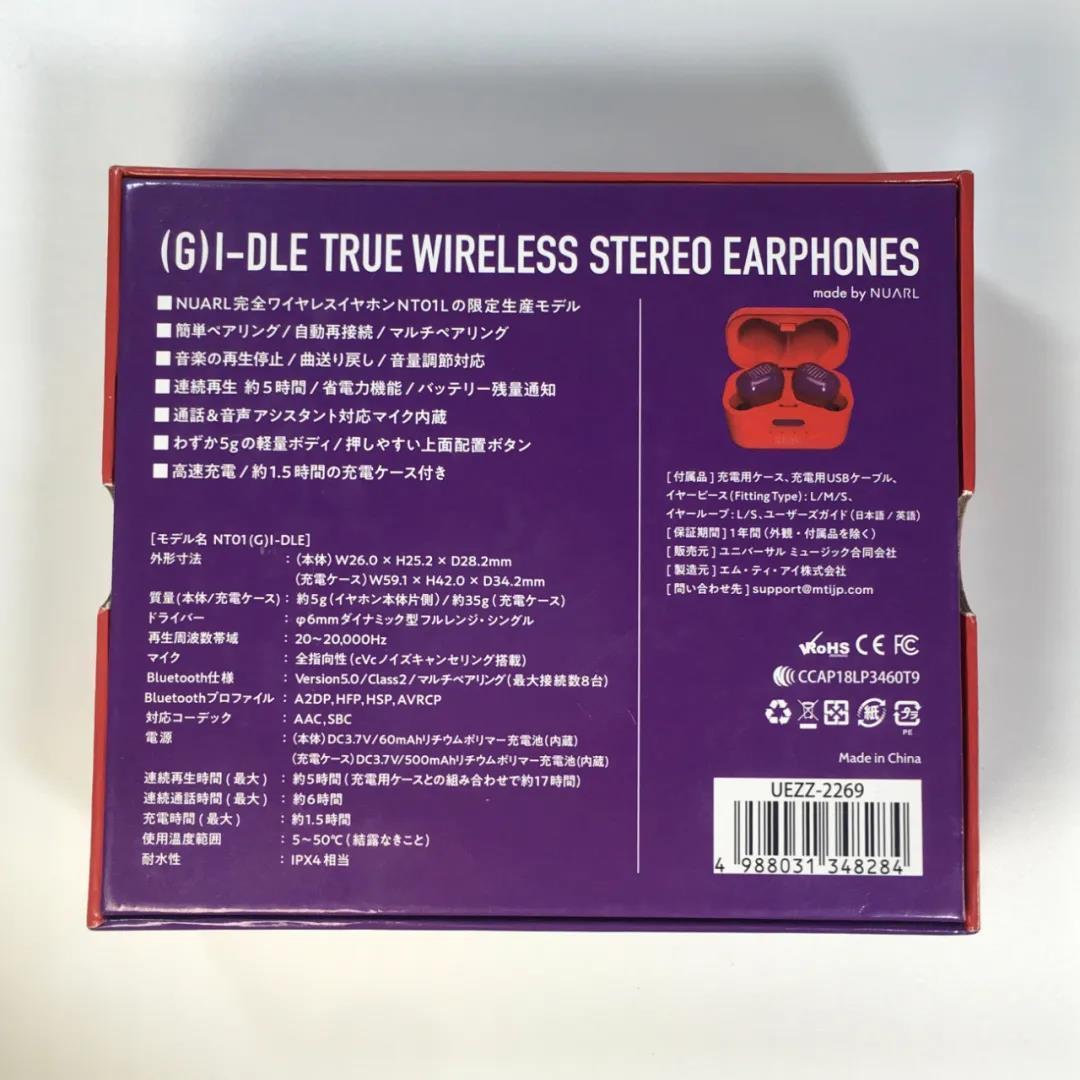 (G)I-DLE TRUE WIRELESS STEREO EARPHONES
made by NUARL
■NUARL完全ワイヤレスイヤホンNT01Lの限定生産モデル
■簡単ペアリング/自動再接続/マルチペアリング
■音楽の再生停止/曲送り戻し/音量調節対応
■連続再生 約5時間/省電力機能/バッテリー残量通知
■通話&音声アシスタント対応マイク内蔵
■わずか5gの軽量ボディ/押しやすい上面配置ボタン
■高速充電/約1.5時間の充電ケース付き
[モデル名 NT01(G)I-DLE]
外形寸法 :(本体)W26.0 × H25.2 × D28.2mm
(充電ケース)W59.1 × H42.0 × D34.2mm
質量(本体/充電ケース):約5g(イヤホン本体片側)/約35g(充電ケース)
ドライバー :φ6mmダイナミック型フルレンジ・シングル
再生周波数帯域 :20～20,000Hz
マイク :全指向性(cVcノイズキャンセリング搭載)
Bluetooth仕様 :Version5.0/Class2/マルチペアリング(最大接続数8台)
Bluetoothプロファイル :A2DP,HFP,HSP,AVRCP
対応コーデック :AAC,SBC
電源 :(本体)DC3.7V/60mAhリチウムポリマー充電池(内蔵)
(充電ケース)DC3.7V/500mAhリチウムポリマー充電池(内蔵)
連続再生時間(最大) :約5時間(充電用ケースとの組み合わせで約17時間)
連続通話時間(最大) :約6時間
充電時間(最大) :約1.5時間
使用温度範囲 :5～50℃(結露なきこと)
耐水性 :IPX4相当
[付属品]充電用ケース、充電用USBケーブル、
イヤーピース(Fitting Type):L/M/S、
イヤーループ:L/S、ユーザーズガイド(日本語/英語)
[保証期間]1年間(外観・付属品を除く)
[販売元]ユニバーサル ミュージック合同会社
[製造元]エム・ティ・アイ株式会社
[問い合わせ先]support@mtijp.com
RoHS CE FC
CCAP18LP3460T9
紙 プラ
PE
Made in China
UEZZ-2269
4 988031 348284